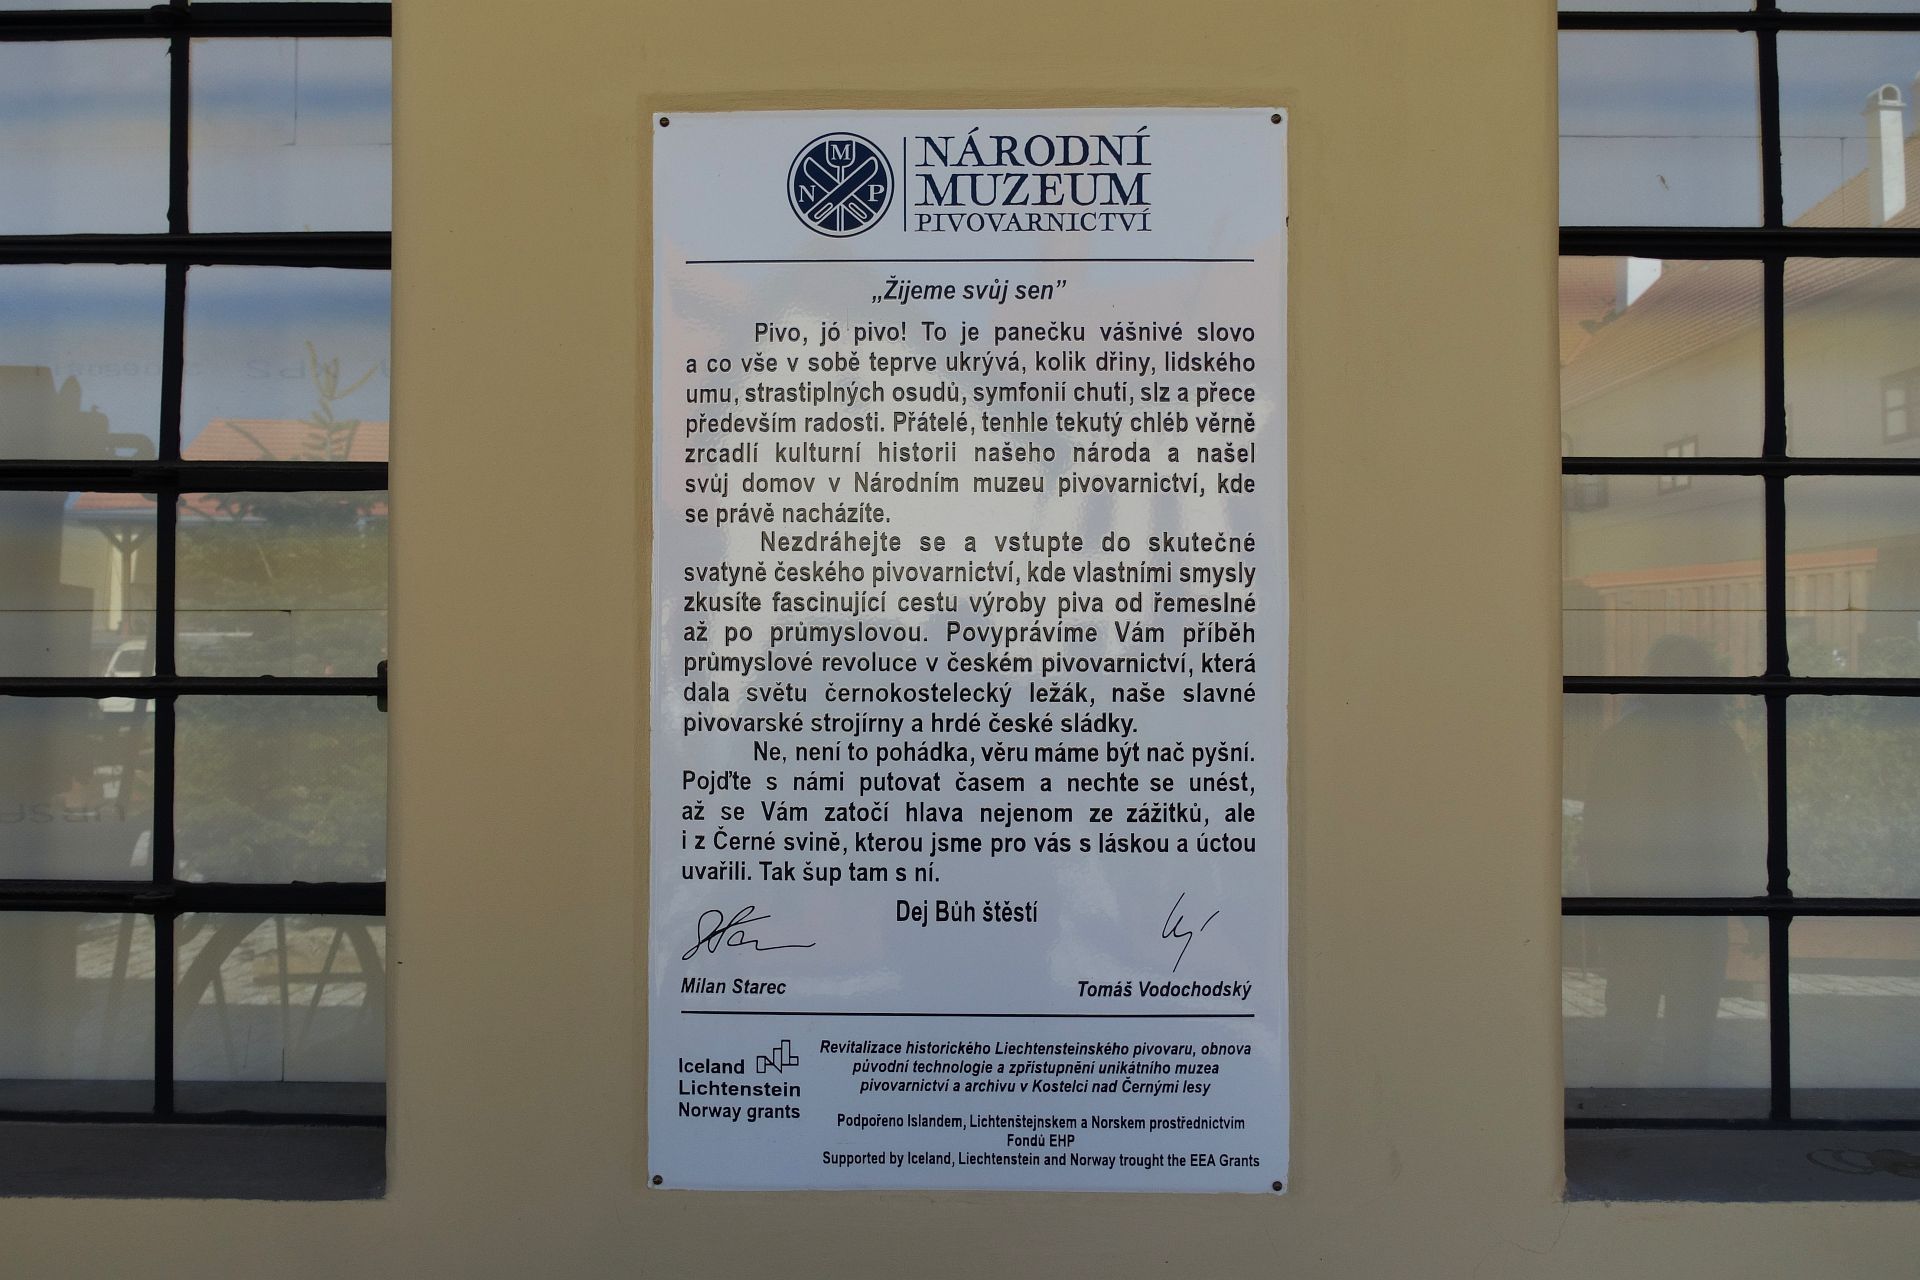 M
N P
NÁRODNÍ
MUZEUM
PIVOVARNICTVÍ
„Žijeme svůj sen”
Pivo, jó pivo! To je panečku vášnivé slovo
a co vše v sobě teprve ukrývá, kolik dřiny, lidského
umu, strastiplných osudů, symfonií chutí, slz a přece
především radosti. Přátelé, tenhle tekutý chléb věrně
zrcadlí kulturní historii našeho národa a našel
svůj domov v Národním muzeu pivovarnictví, kde
se právě nacházíte.
Nezdráhejte se a vstupte do skutečné
svatyně českého pivovarnictví, kde vlastními smysly
zkusíte fascinující cestu výroby piva od řemeslné
až po průmyslovou. Povyprávíme Vám příběh
průmyslové revoluce v českém pivovarnictví, která
dala světu černokostelecký ležák, naše slavné
pivovarské strojírny a hrdé české sládky.
Ne, není to pohádka, věru máme být nač pyšní.
Pojďte s námi putovat časem a nechte se unést,
až se Vám zatočí hlava nejenom ze zážitků, ale
i z Černé svině, kterou jsme pro vás s láskou a úctou
uvařili. Tak šup tam s ní.
Dej Bůh štěstí
Milan Starec
Tomáš Vodochodský
Iceland
Lichtenstein
Norway grants
Revitalizace historického Liechtensteinského pivovaru, obnova
původní technologie a zpřístupnění unikátního muzea
pivovarnictví a archivu v Kostelci nad Černými lesy
Podpořeno Islandem, Lichtenštejnskem a Norskem prostřednictvím
Fondů EHP
Supported by Iceland, Liechtenstein and Norway trought the EEA Grants